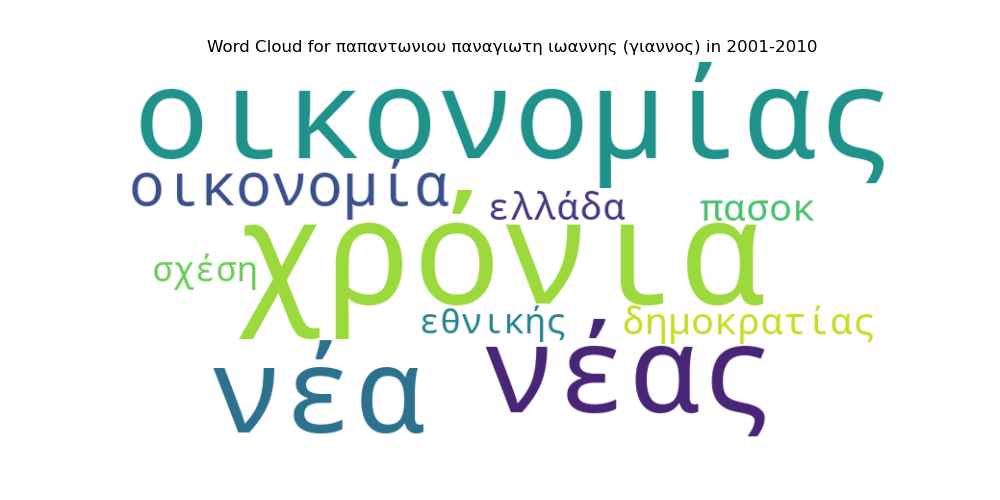 Word Cloud for παπαντωνιου παναγιωτη ιωαννης (γιαννος) in 2001-2010
οικονομίας
οικονομία
ελλάδα πασοκ
χρόνια
σχέση
εθνικής δημοκρατίας
νέα νέας